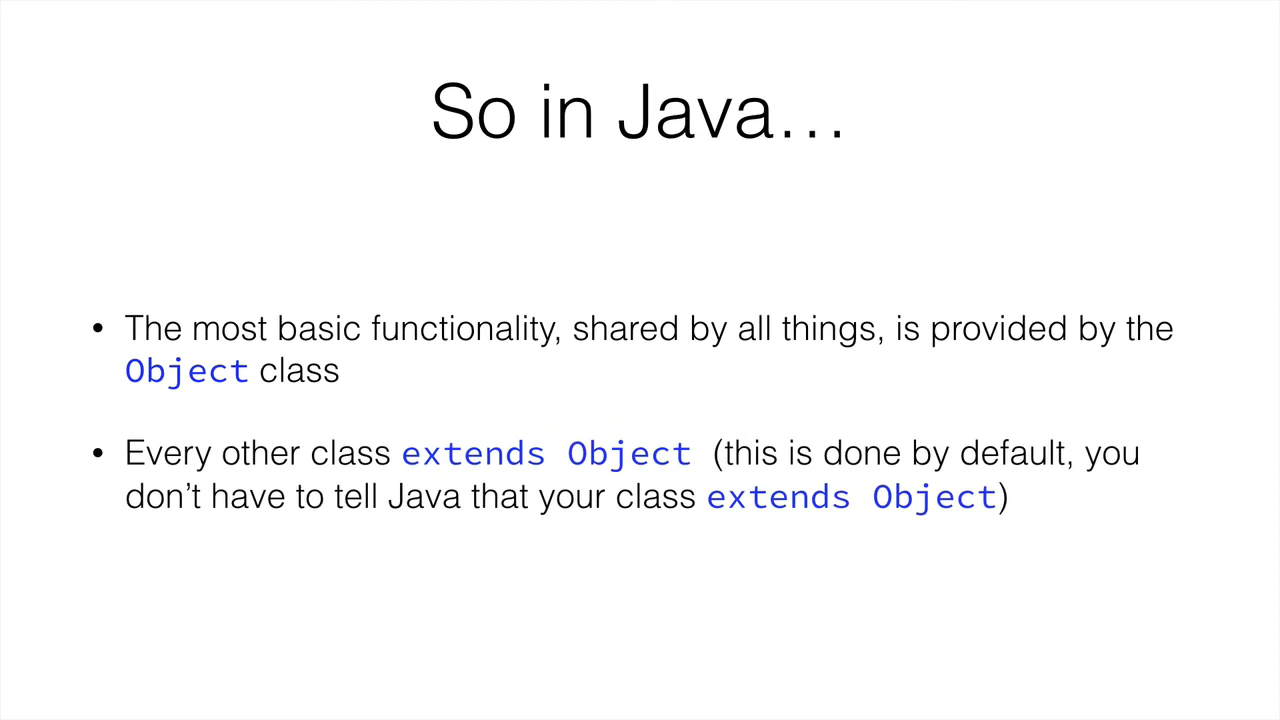 So in Java…
• The most basic functionality, shared by all things, is provided by the
Object class
• Every other class extends Object (this is done by default, you
don’t have to tell Java that your class extends Object)